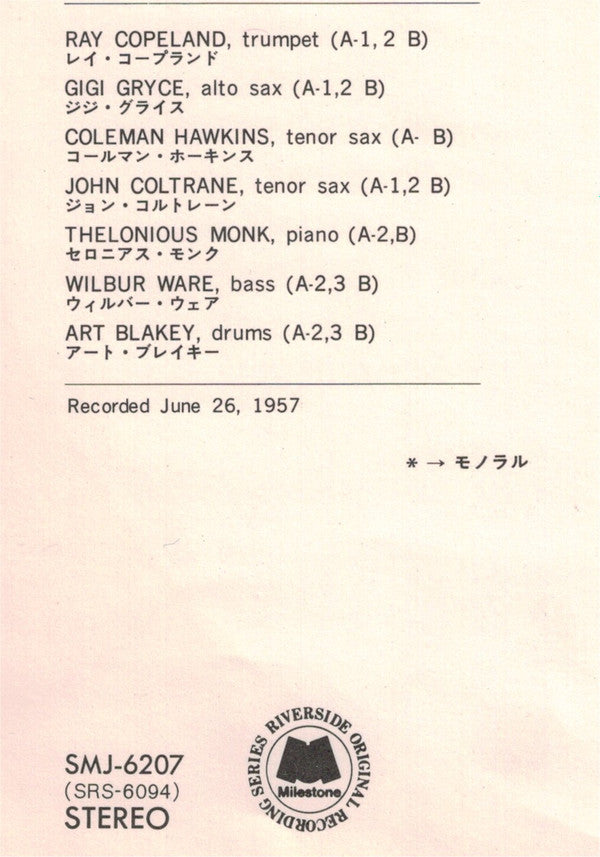 RAY COPELAND, trumpet (A-1, 2 B)
レイ・コープランド
GIGI GRYCE, alto sax (A-1,2 B)
ジジ・グライス
COLEMAN HAWKINS, tenor sax (A- B)
コールマン・ホーキンス
JOHN COLTRANE, tenor sax (A-1,2 B)
ジョン・コルトレーン
THELONIOUS MONK, piano (A-2,B)
セロニアス・モンク
WILBUR WARE, bass (A-2,3 B)
ウィルバー・ウェア
ART BLAKEY, drums (A-2,3 B)
アート・ブレイキー
Recorded June 26, 1957
* → モノラル
SMJ-6207
(SRS-6094)
STEREO
RIVERSIDE ORIGINAL RECORDING SERIES
Milestone